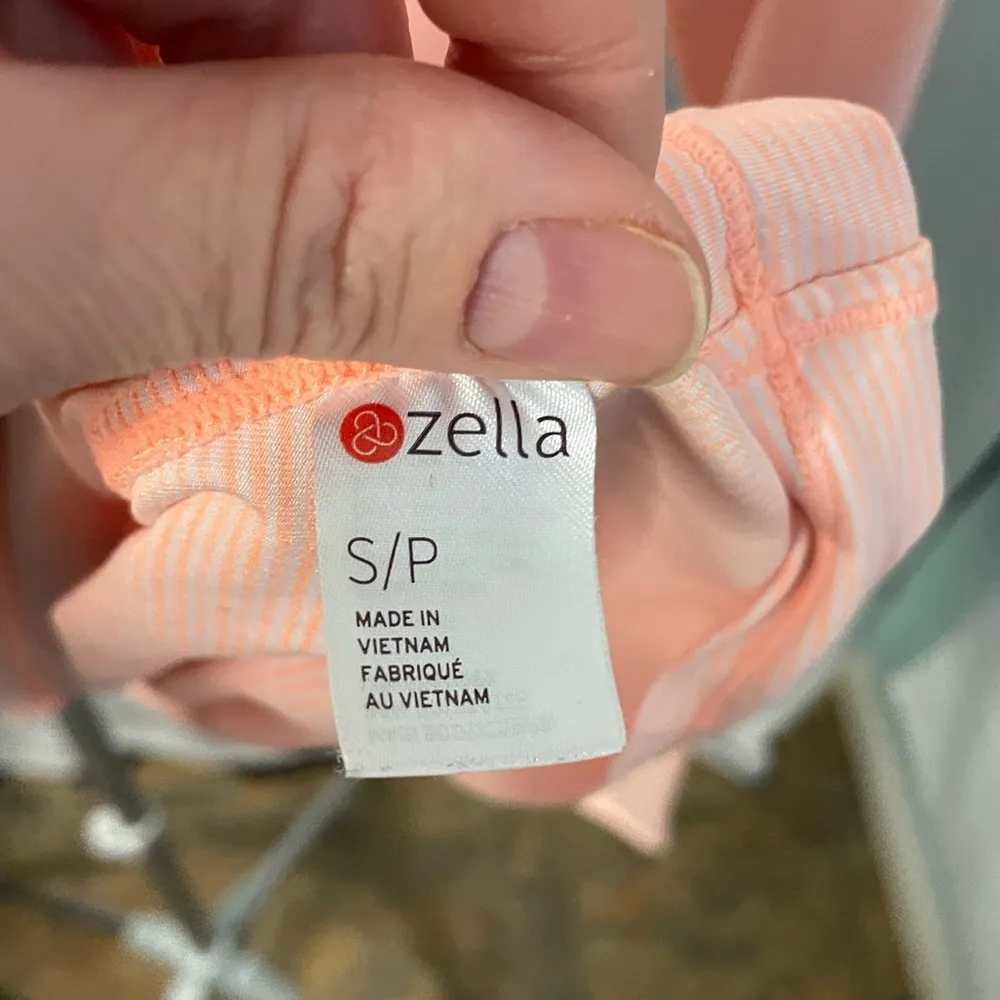 zella
S/P
MADE IN
VIETNAM
FABRIQUÉ
AU VIETNAM